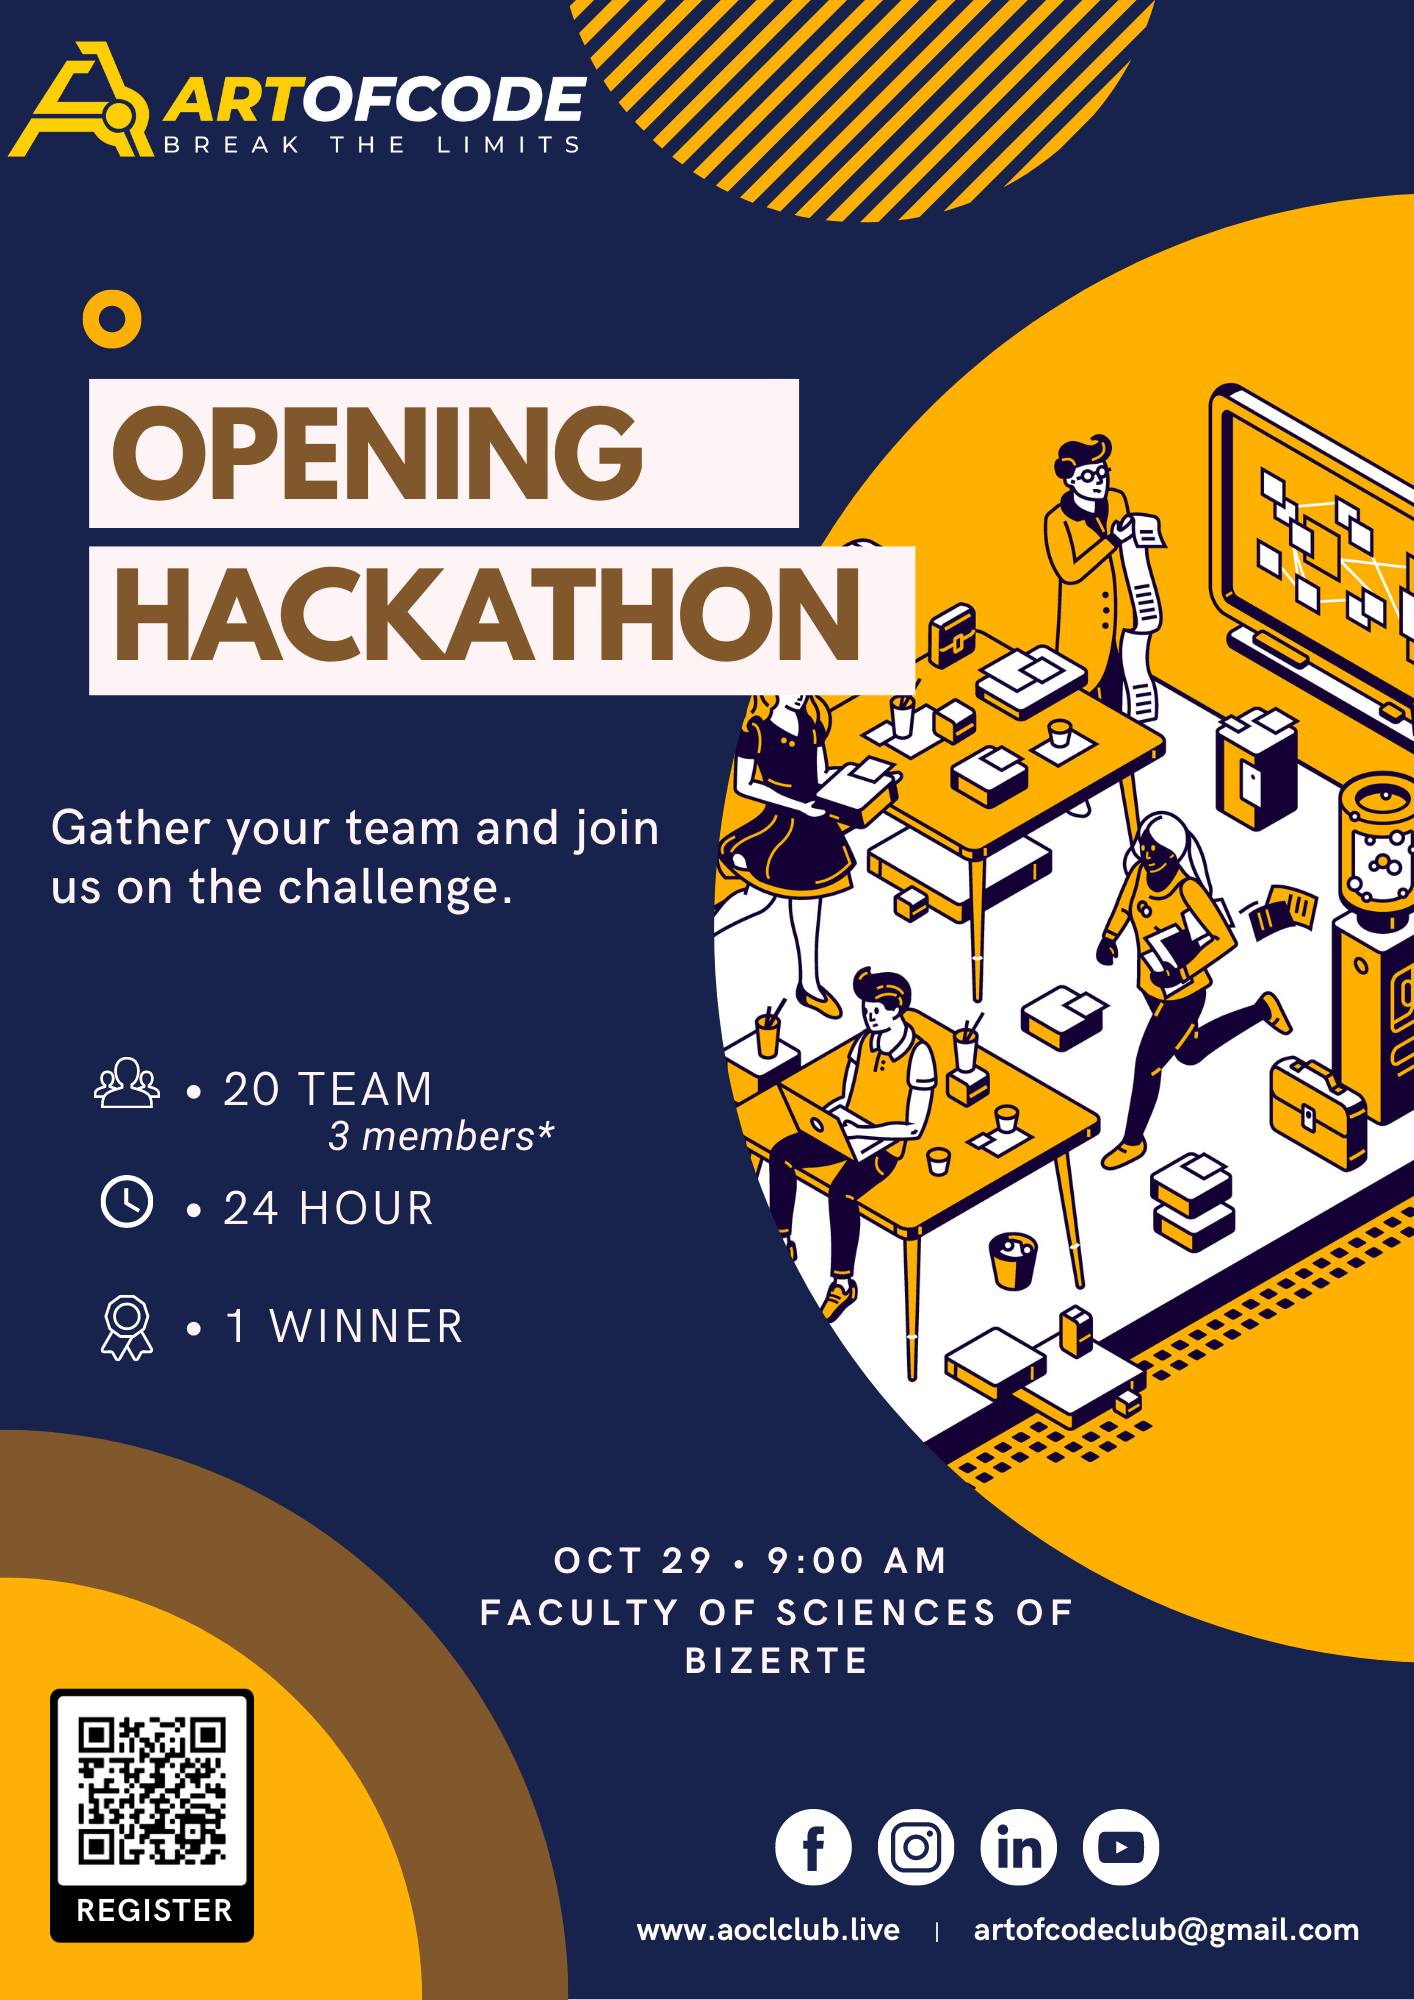 ARTOFCODE
BREAK THE LIMITS
OPENING
HACKATHON
Gather your team and join
us on the challenge.
• 20 TEAM
3 members*
• 24 HOUR
• 1 WINNER
OCT 29 • 9:00 AM
FACULTY OF SCIENCES OF
BIZERTE
REGISTER
www.aoclclub.live | artofcodeclub@gmail.com